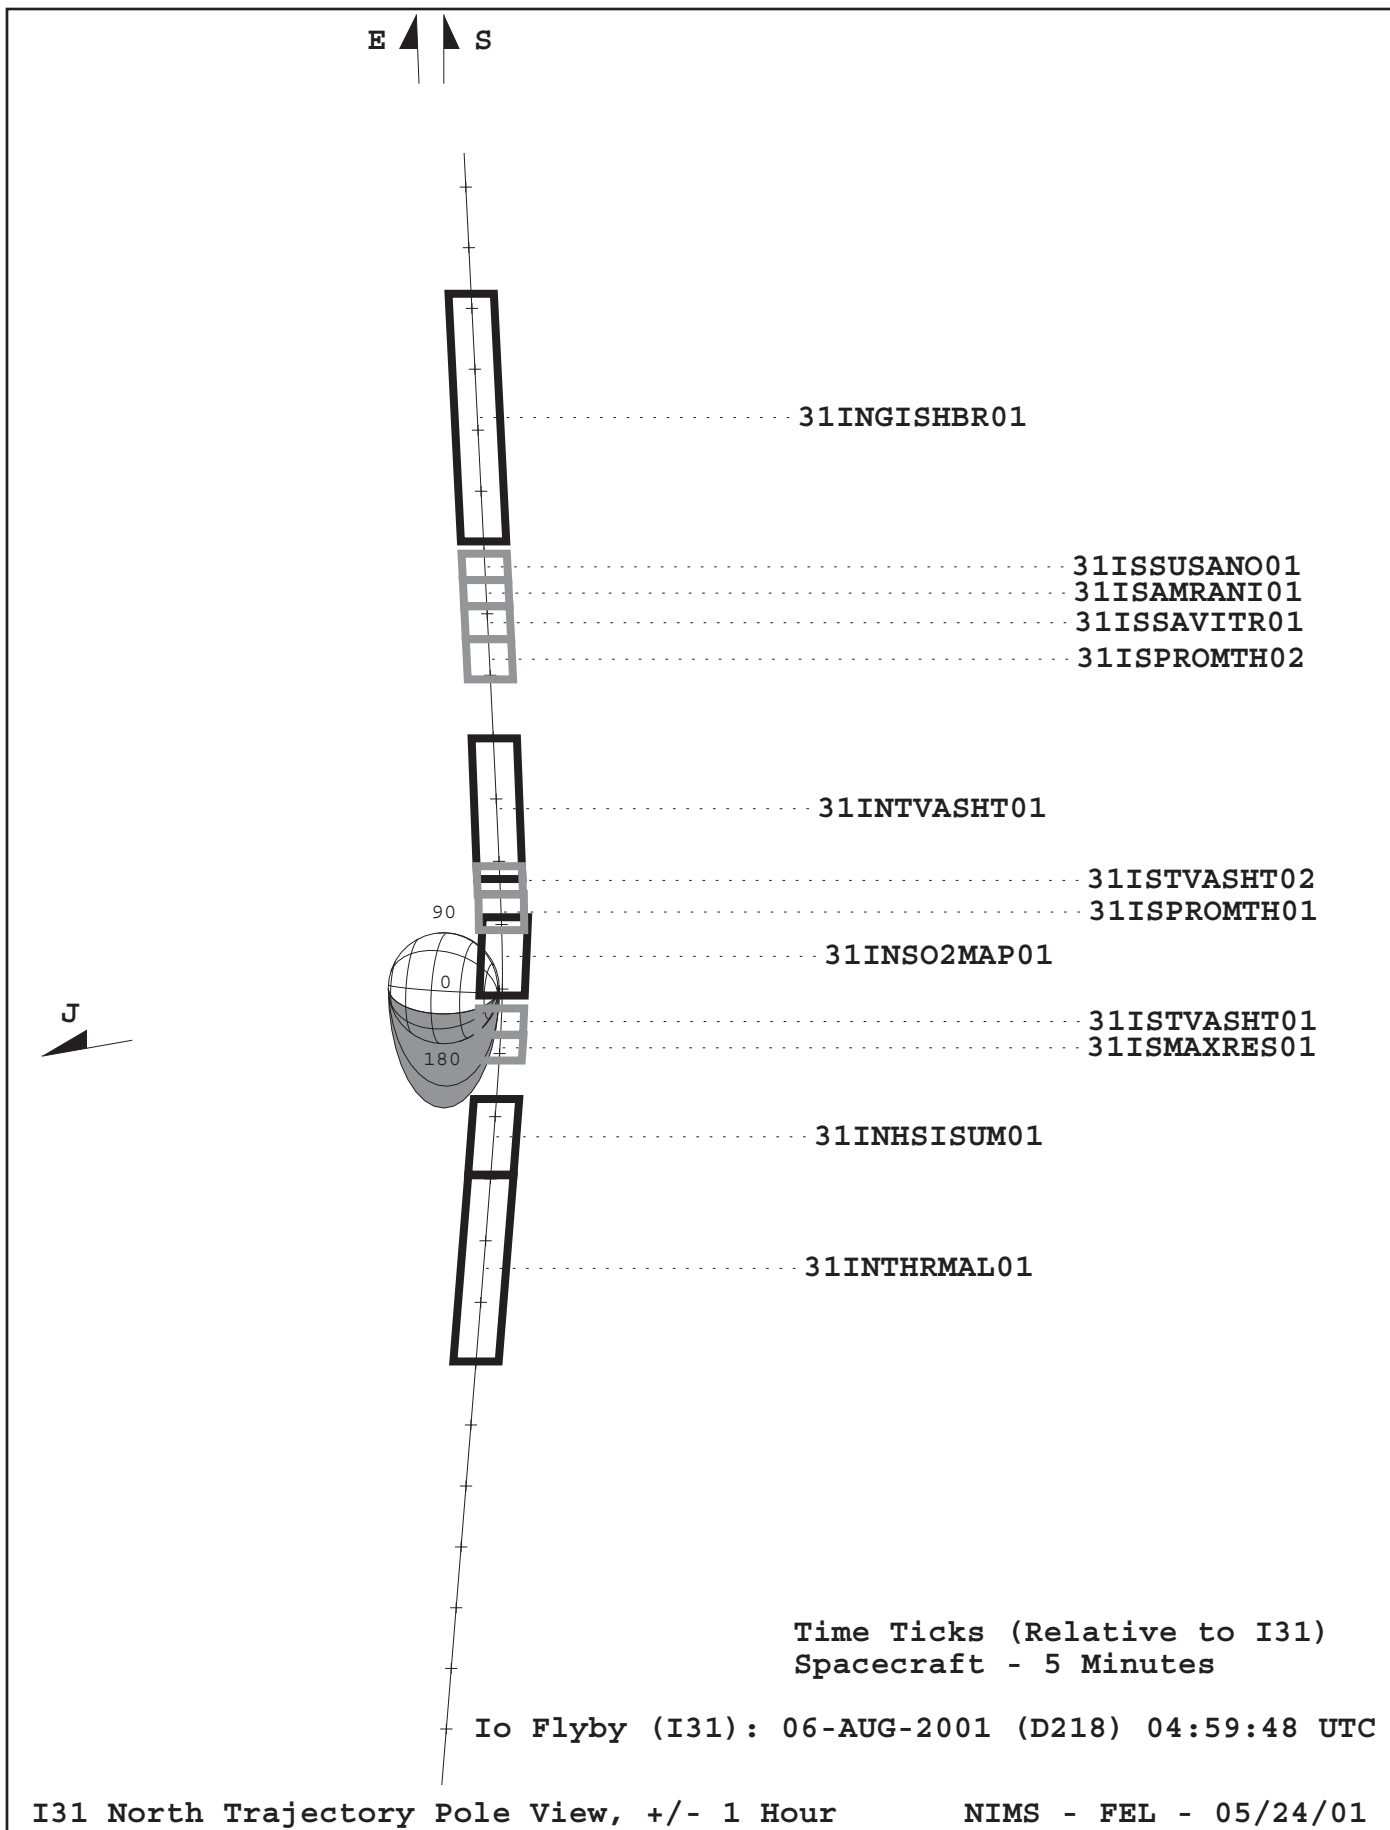 E S
31INGISHBR01
31ISSUSANO01
31ISAMRANI01
31ISSAVITR01
31ISPROMTH02
31INTVASHT01
31ISTVASHT02
90
31ISPROMTH01
31INSO2MAP01
0
J
31ISTVASHT01
31ISMAXRES01
180
31INHSISUM01
31INTHRMAL01
Time Ticks (Relative to I31)
Spacecraft - 5 Minutes
Io Flyby (I31): 06-AUG-2001 (D218) 04:59:48 UTC
I31 North Trajectory Pole View, +/- 1 Hour NIMS - FEL - 05/24/01